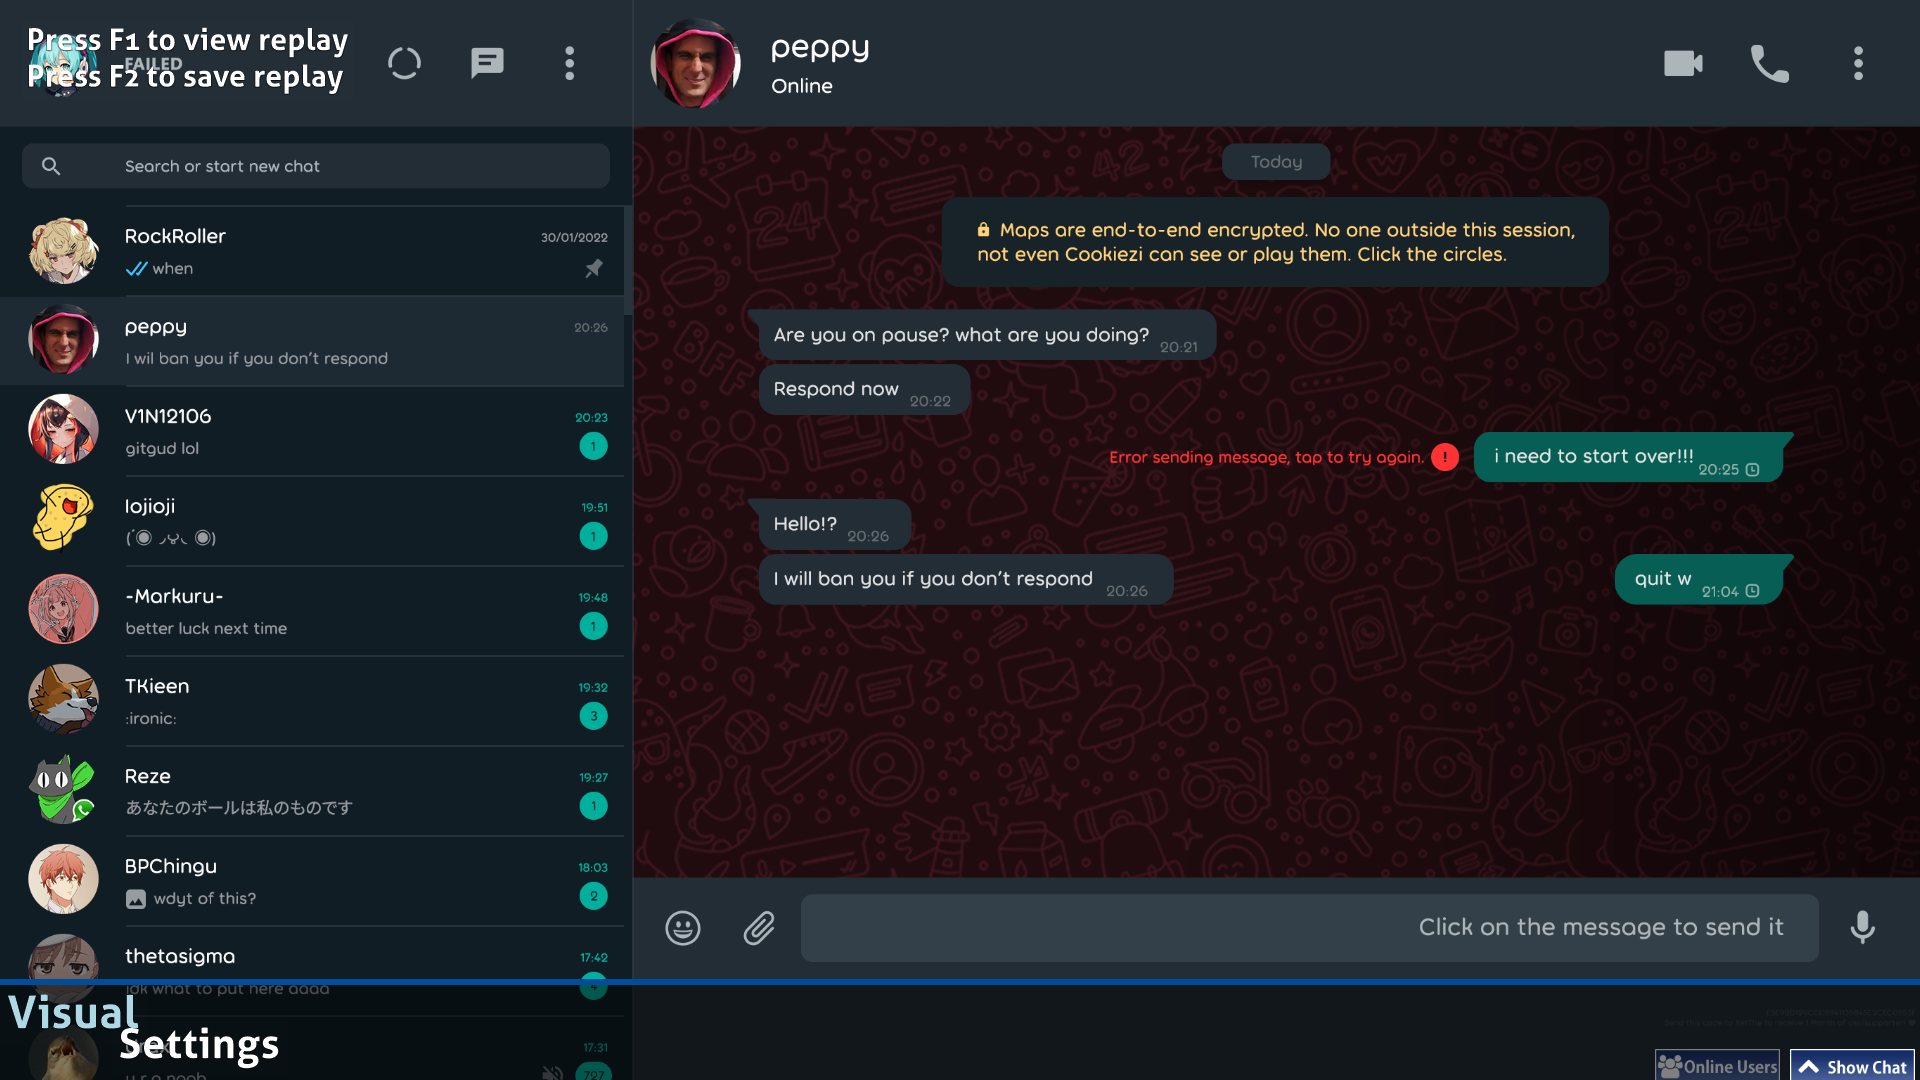 Press F1 to view replay
FAILED
Press F2 to save replay
Search or start new chat
RockRoller
30/01/2022
when
peppy
20:26
I wil ban you if you don't respond
V1N12106
20:23
gitgud lol
1
lojioji
19:51
1
-Markuru-
19:48
better luck next time
1
TKieen
19:32
:ironic:
3
Reze
19:27
あなたのボールは私のものです
1
BPChingu
18:03
wdyt of this?
2
thetasigma
17:42
idk what to put here aaaa
4
17:31
u r a noob
727
Visual
Settings
peppy
Online
Today
Maps are end-to-end encrypted. No one outside this session,
not even Cookiezi can see or play them. Click the circles.
Are you on pause? what are you doing?
20:21
Respond now
20:22
Error sending message, tap to try again.
!
i need to start over!!!
20:25
Hello!?
20:26
I will ban you if you don't respond
20:26
quit w
21:04
Click on the message to send it
Online Users
Show Chat